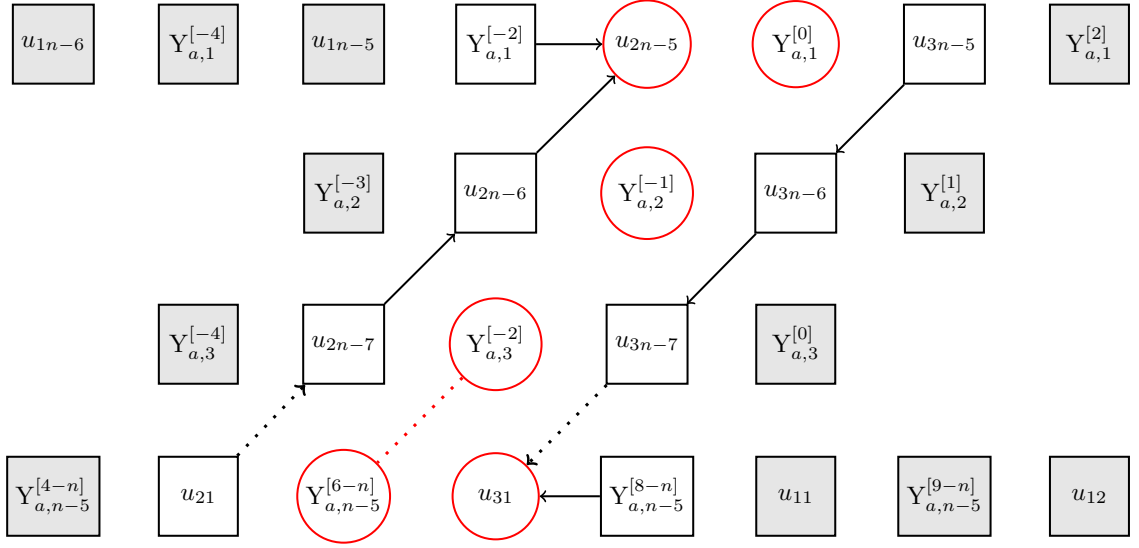 u_{1n−6} Y_{a,1}^{[−4]} u_{1n−5} Y_{a,1}^{[−2]} u_{2n−5} Y_{a,1}^{[0]} u_{3n−5} Y_{a,1}^{[2]}
Y_{a,2}^{[−3]} u_{2n−6} Y_{a,2}^{[−1]} u_{3n−6} Y_{a,2}^{[1]}
Y_{a,3}^{[−4]} u_{2n−7} Y_{a,3}^{[−2]} u_{3n−7} Y_{a,3}^{[0]}
Y_{a,n−5}^{[4−n]} u_{21} Y_{a,n−5}^{[6−n]} u_{31} Y_{a,n−5}^{[8−n]} u_{11} Y_{a,n−5}^{[9−n]} u_{12}